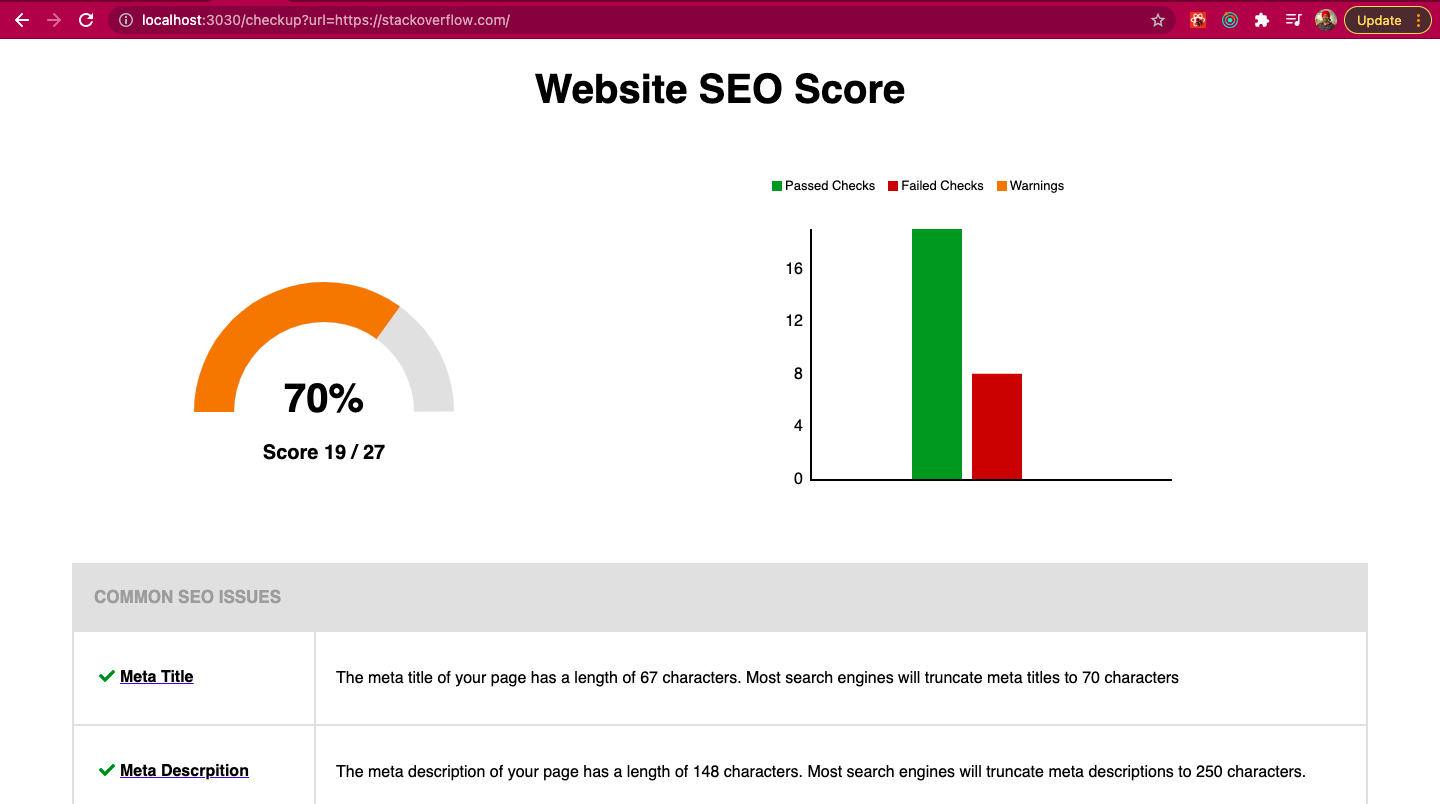 localhost:3030/checkup?url=https://stackoverflow.com/
Update
Website SEO Score
Passed Checks Failed Checks Warnings
16
12
8
4
0
70%
Score 19 / 27
COMMON SEO ISSUES
Meta Title
The meta title of your page has a length of 67 characters. Most search engines will truncate meta titles to 70 characters
Meta Descrpition
The meta description of your page has a length of 148 characters. Most search engines will truncate meta descriptions to 250 characters.